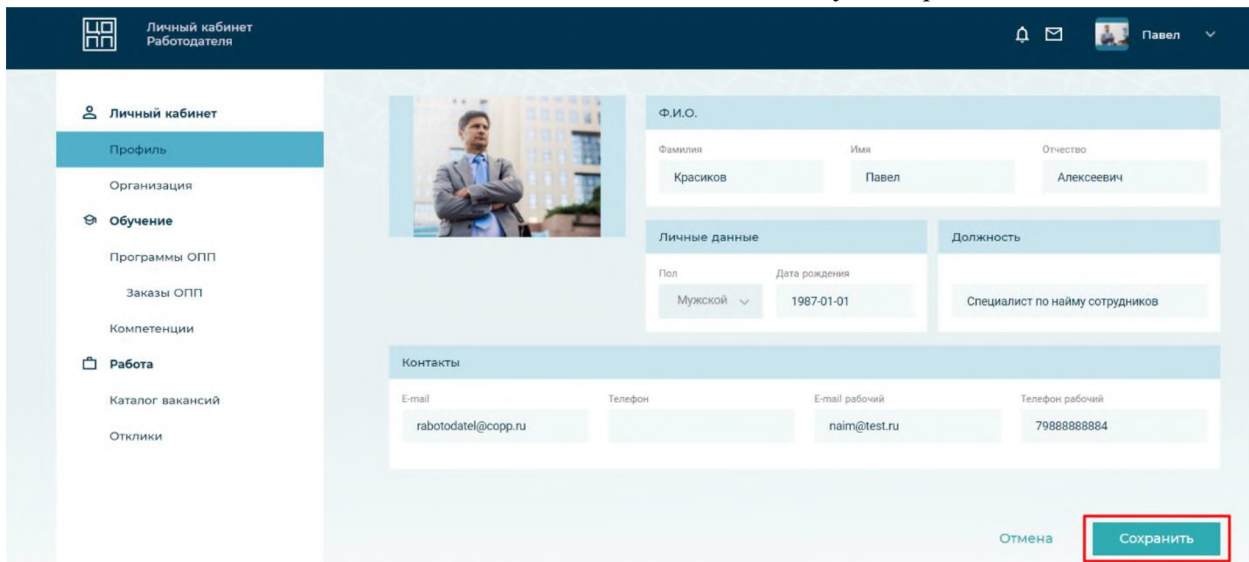 ЦО
ПП
Личный кабинет
Работодателя
Павел
Личный кабинет
Профиль
Организация
Обучение
Программы ОПП
Заказы ОПП
Компетенции
Работа
Каталог вакансий
Отклики
Ф.И.О.
Фамилия Имя Отчество
Красиков Павел Алексеевич
Личные данные Должность
Пол Дата рождения
Мужской 1987-01-01 Специалист по найму сотрудников
Контакты
E-mail Телефон E-mail рабочий Телефон рабочий
rabotodatel@copp.ru naim@test.ru 79888888884
Отмена Сохранить